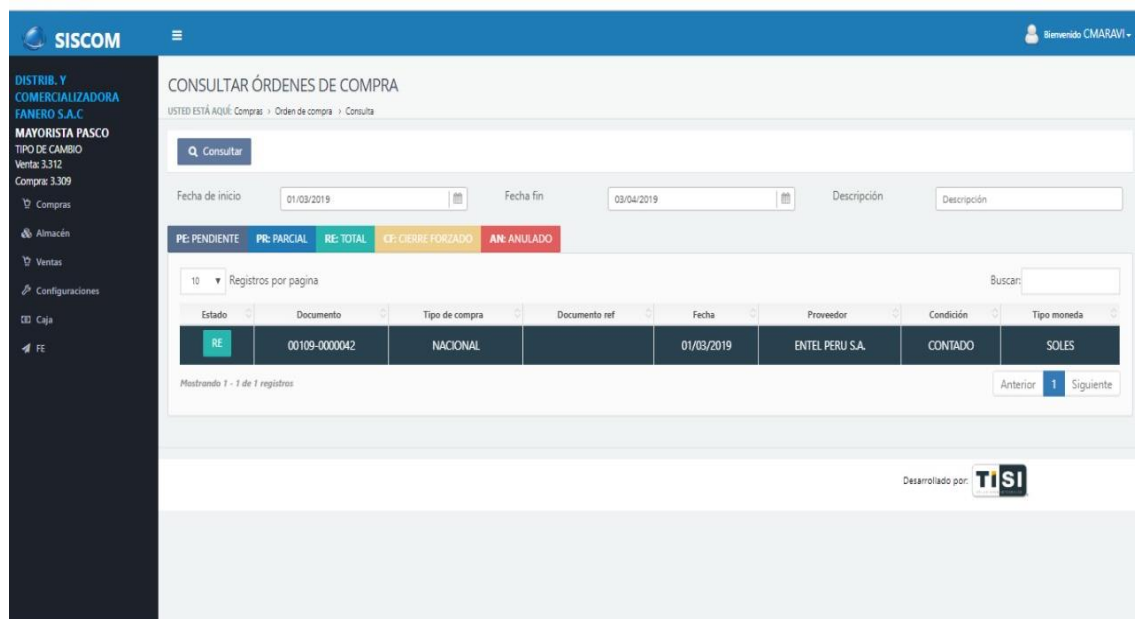 SISCOM
Bienvenido CMARAVI
DISTRIB. Y
COMERCIALIZADORA
FANERO S.A.C
MAYORISTA PASCO
TIPO DE CAMBIO
Venta: 3.312
Compra: 3.309
Compras
Almacén
Ventas
Configuraciones
Caja
FE
CONSULTAR ÓRDENES DE COMPRA
USTED ESTÁ AQUÍ: Compras > Orden de compra > Consulta
Consultar
Fecha de inicio 01/03/2019 Fecha fin 03/04/2019 Descripción Descripción
PE: PENDIENTE PR: PARCIAL RE: TOTAL CF: CIERRE FORZADO AN: ANULADO
10 Registros por pagina Buscar:
Estado Documento Tipo de compra Documento ref Fecha Proveedor Condición Tipo moneda
RE 00109-0000042 NACIONAL 01/03/2019 ENTEL PERU S.A. CONTADO SOLES
Mostrando 1 - 1 de 1 registros Anterior 1 Siguiente
Desarrollado por: TISI